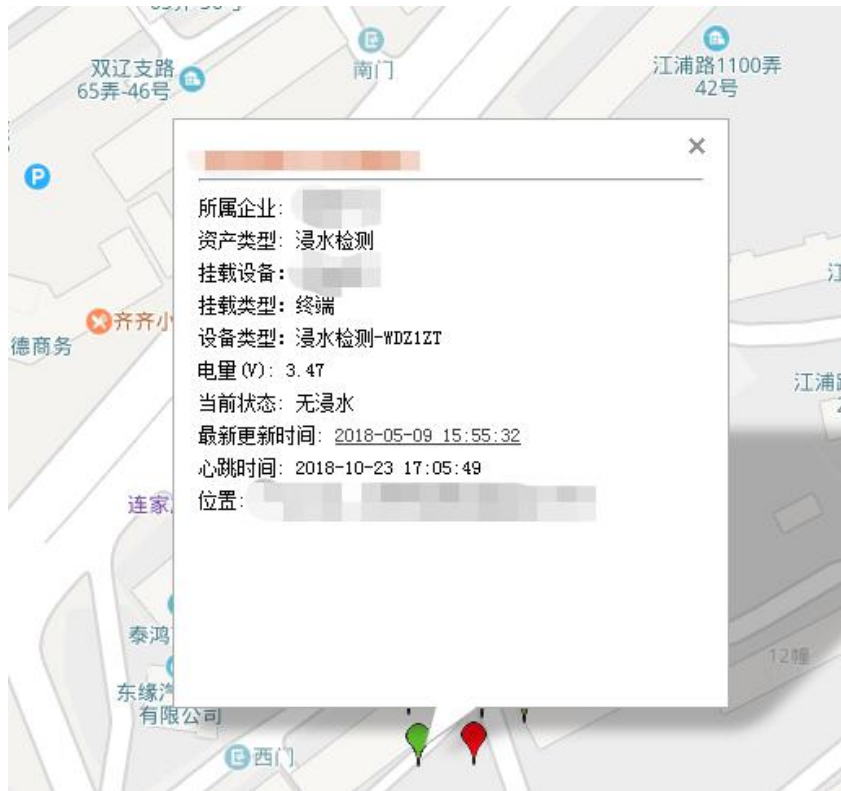 双辽支路
65弄-46号
南门
江浦路1100弄
42号
P
×
所属企业:
资产类型: 浸水检测
挂载设备:
挂载类型: 终端
设备类型: 浸水检测-WDZ1ZT
电量(V): 3.47
当前状态: 无浸水
最新更新时间: 2018-05-09 15:55:32
心跳时间: 2018-10-23 17:05:49
位置:
齐齐小
德商务
江浦
连家
泰鸿
东缘汽
有限公司
西门
12幢